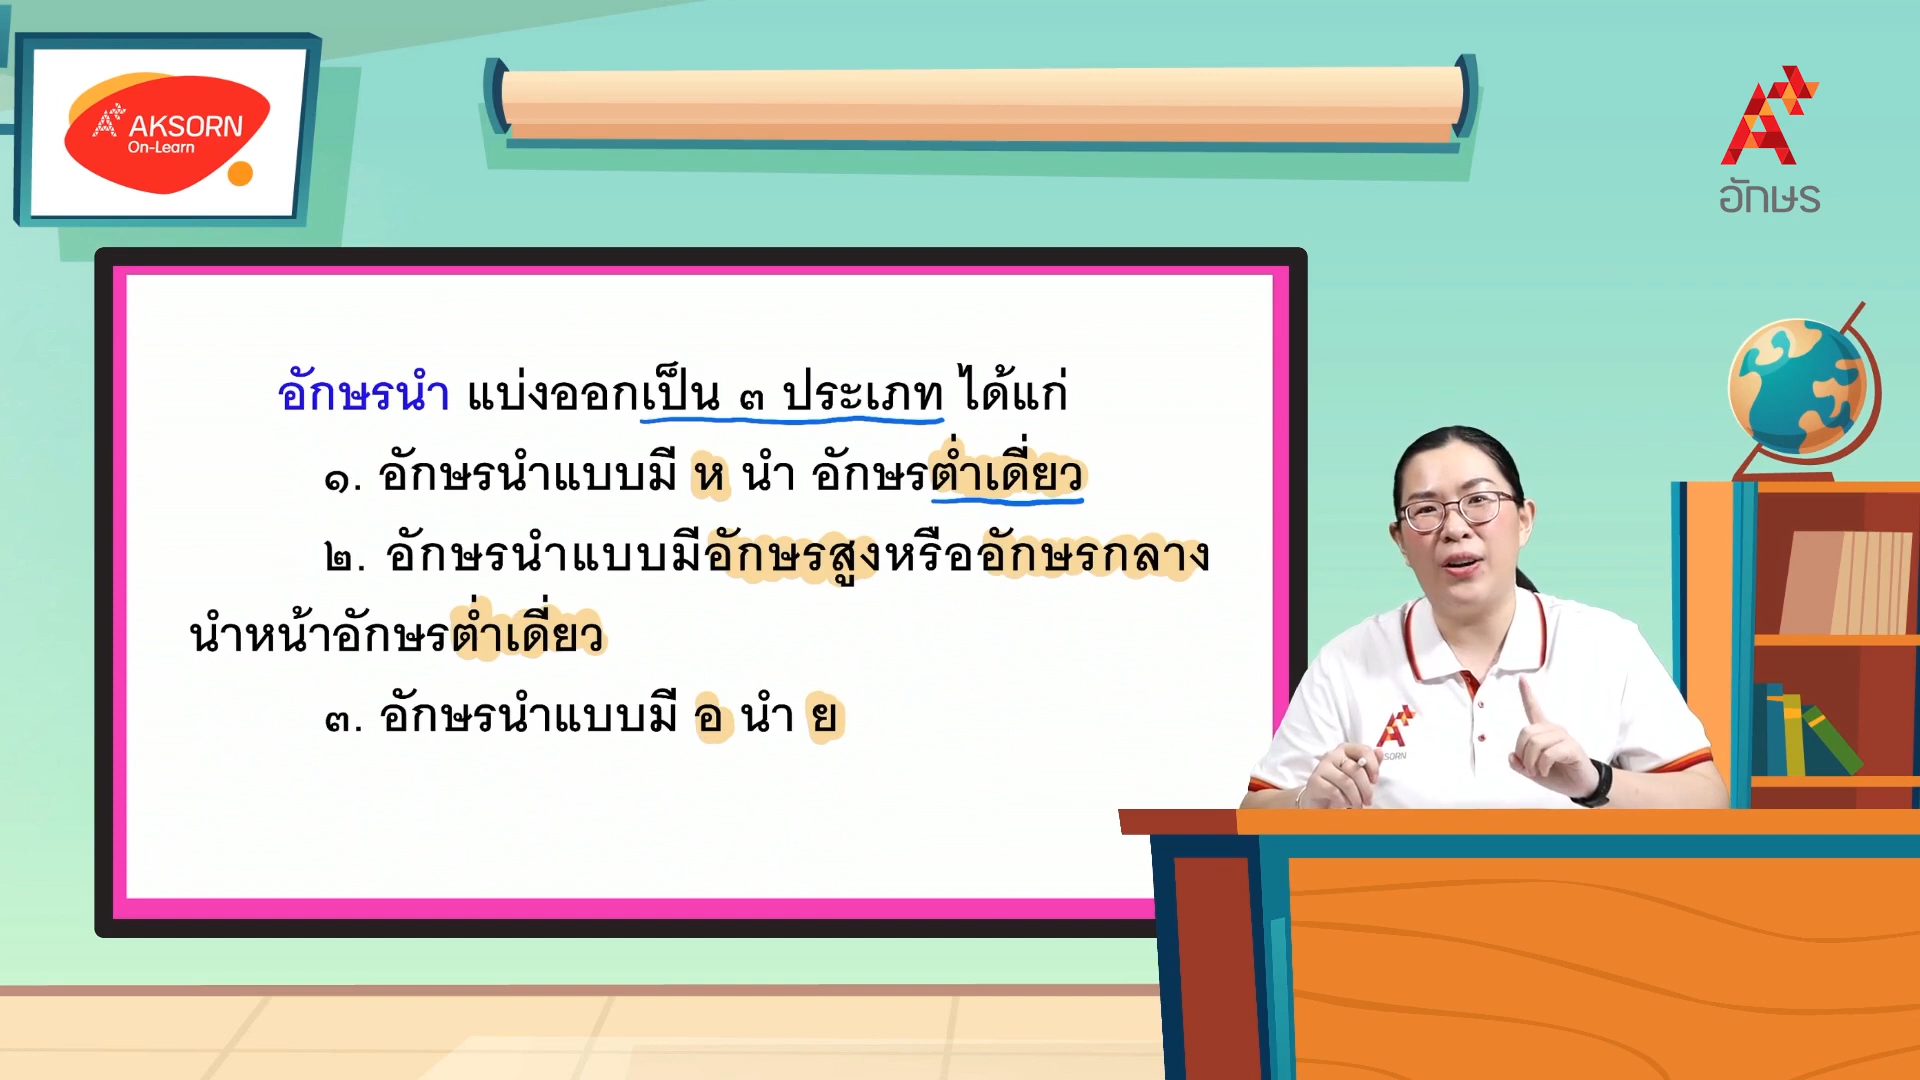 AKSORN
On-Learn
อักษร
อักษรนำ แบ่งออกเป็น ๓ ประเภท ได้แก่
๑. อักษรนำแบบมี ห นำ อักษรต่ำเดี่ยว
๒. อักษรนำแบบมีอักษรสูงหรืออักษรกลาง
นำหน้าอักษรต่ำเดี่ยว
๓. อักษรนำแบบมี อ นำ ย